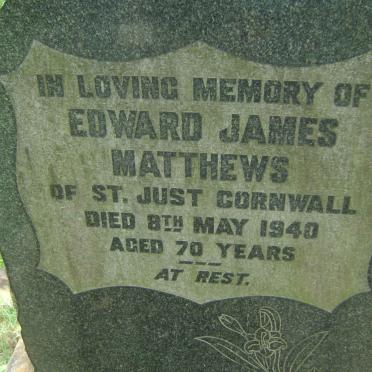 IN LOVING MEMORY OF
EDWARD JAMES
MATTHEWS
OF ST. JUST CORNWALL
DIED 8TH MAY 1940
AGED 70 YEARS
AT REST.